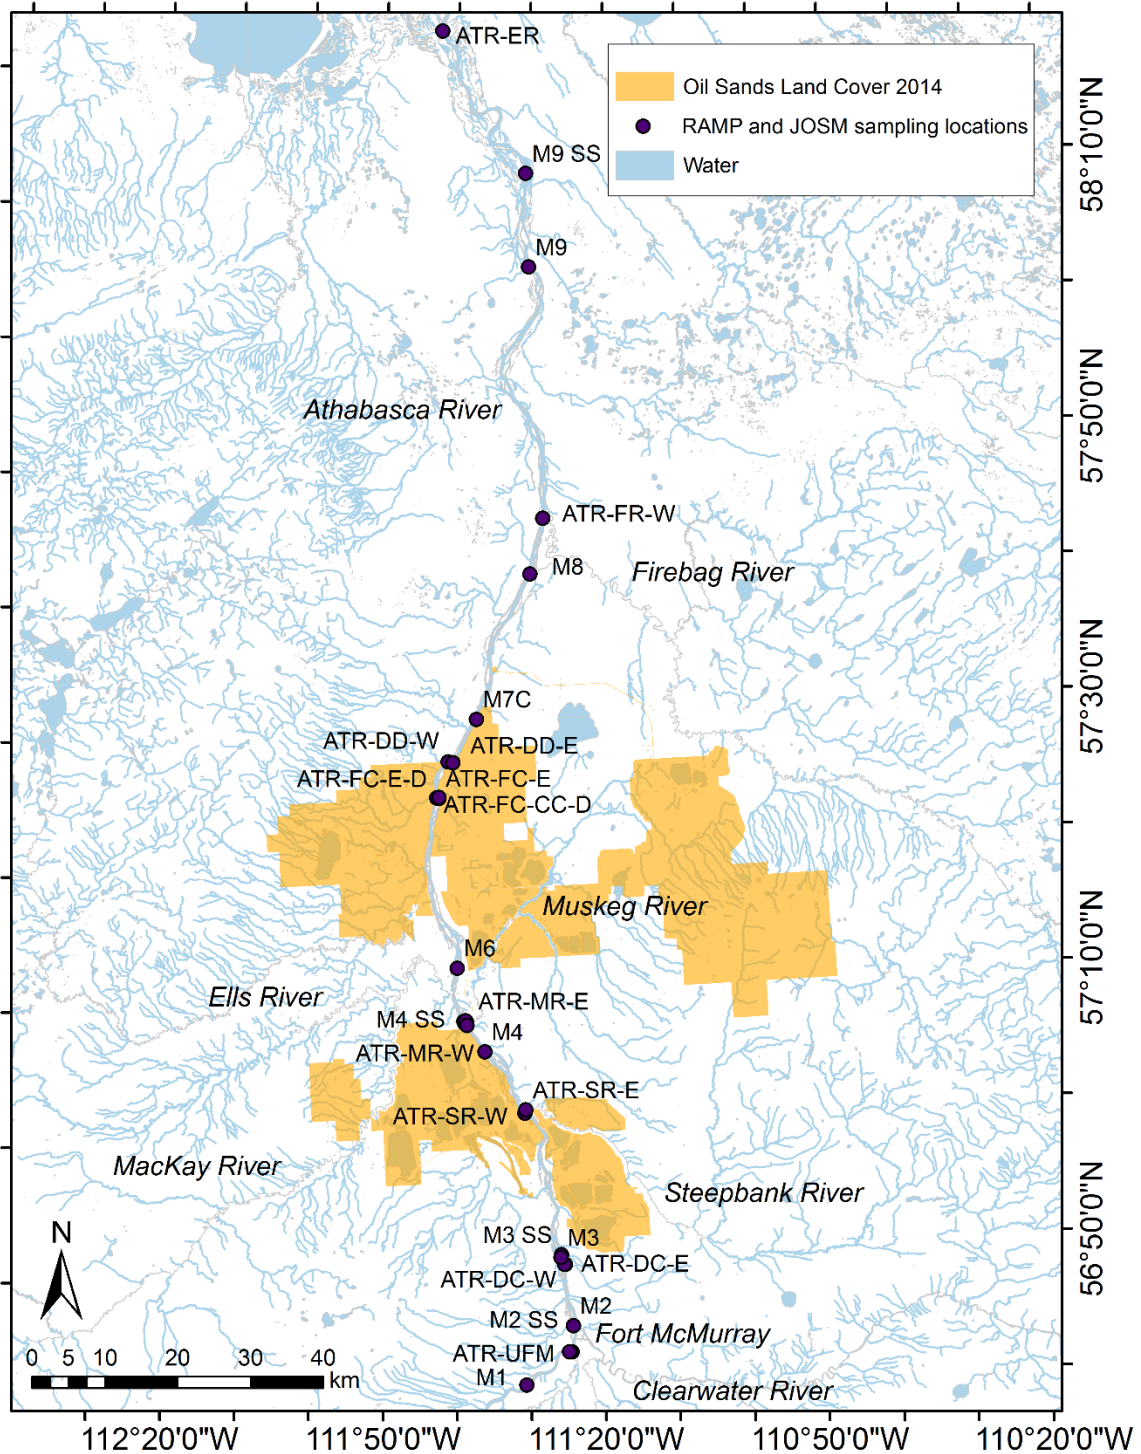 ATR-ER
Oil Sands Land Cover 2014
RAMP and JOSM sampling locations
Water
M9 SS
M9
Athabasca River
ATR-FR-W
M8
Firebag River
M7C
ATR-DD-W
ATR-DD-E
ATR-FC-E-D
ATR-FC-E
ATR-FC-CC-D
Muskeg River
M6
Ells River
ATR-MR-E
M4 SS
M4
ATR-MR-W
ATR-SR-E
ATR-SR-W
MacKay River
Steepbank River
M3 SS
M3
ATR-DC-E
ATR-DC-W
M2
M2 SS
Fort McMurray
ATR-UFM
M1
Clearwater River
N
0 5 10 20 30 40
km
58°10'0"N
57°50'0"N
57°30'0"N
57°10'0"N
56°50'0"N
112°20'0"W 111°50'0"W 111°20'0"W 110°50'0"W 110°20'0"W